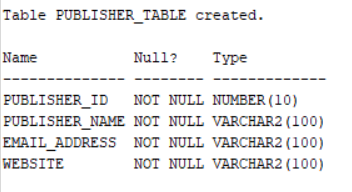 Table PUBLISHER_TABLE created.
Name           Null?    Type
-------------- -------- -------------
PUBLISHER_ID   NOT NULL NUMBER(10)
PUBLISHER_NAME NOT NULL VARCHAR2(100)
EMAIL_ADDRESS  NOT NULL VARCHAR2(100)
WEBSITE        NOT NULL VARCHAR2(100)